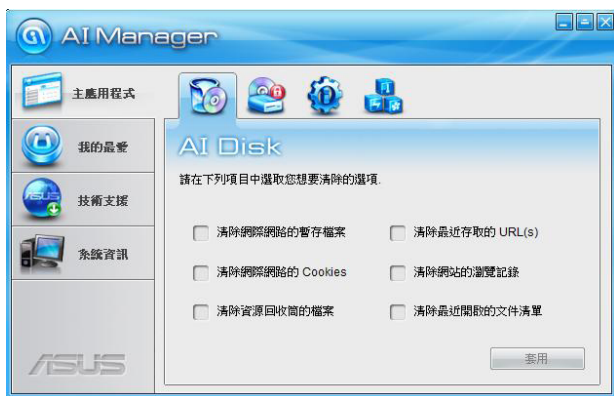 AI Manager
主應用程式
我的最愛
技術支援
系統資訊
ASUS
AI Disk
請在下列項目中選取您想要清除的選項.
清除網際網路的暫存檔案
清除最近存取的 URL(s)
清除網際網路的 Cookies
清除網站的瀏覽記錄
清除資源回收筒的檔案
清除最近開啟的文件清單
套用